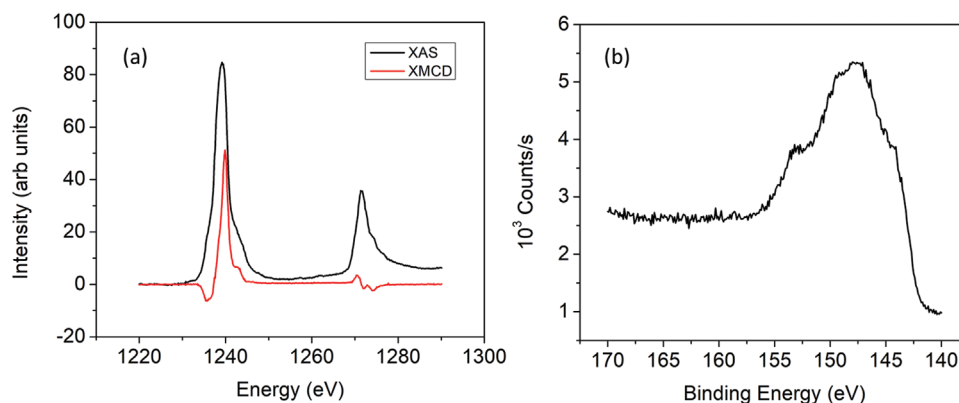 (a)
XAS
XMCD
Intensity (arb units)
100
80
60
40
20
0
-20
1220 1240 1260 1280 1300
Energy (eV)
(b)
10³ Counts/s
6
5
4
3
2
1
170 165 160 155 150 145 140
Binding Energy (eV)